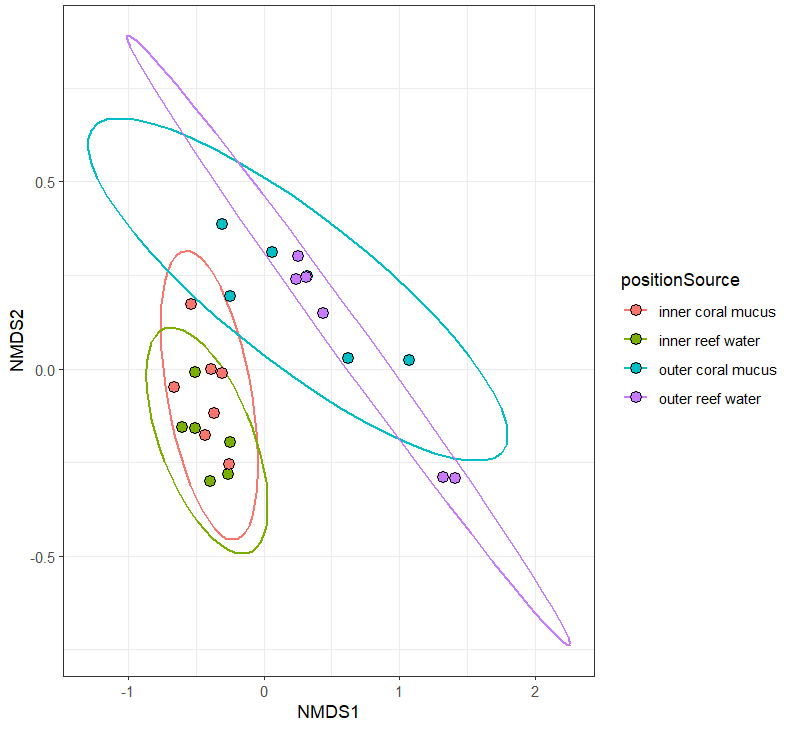 0.5
0.0
-0.5
NMDS2
-1
0
1
2
NMDS1
positionSource
inner coral mucus
inner reef water
outer coral mucus
outer reef water